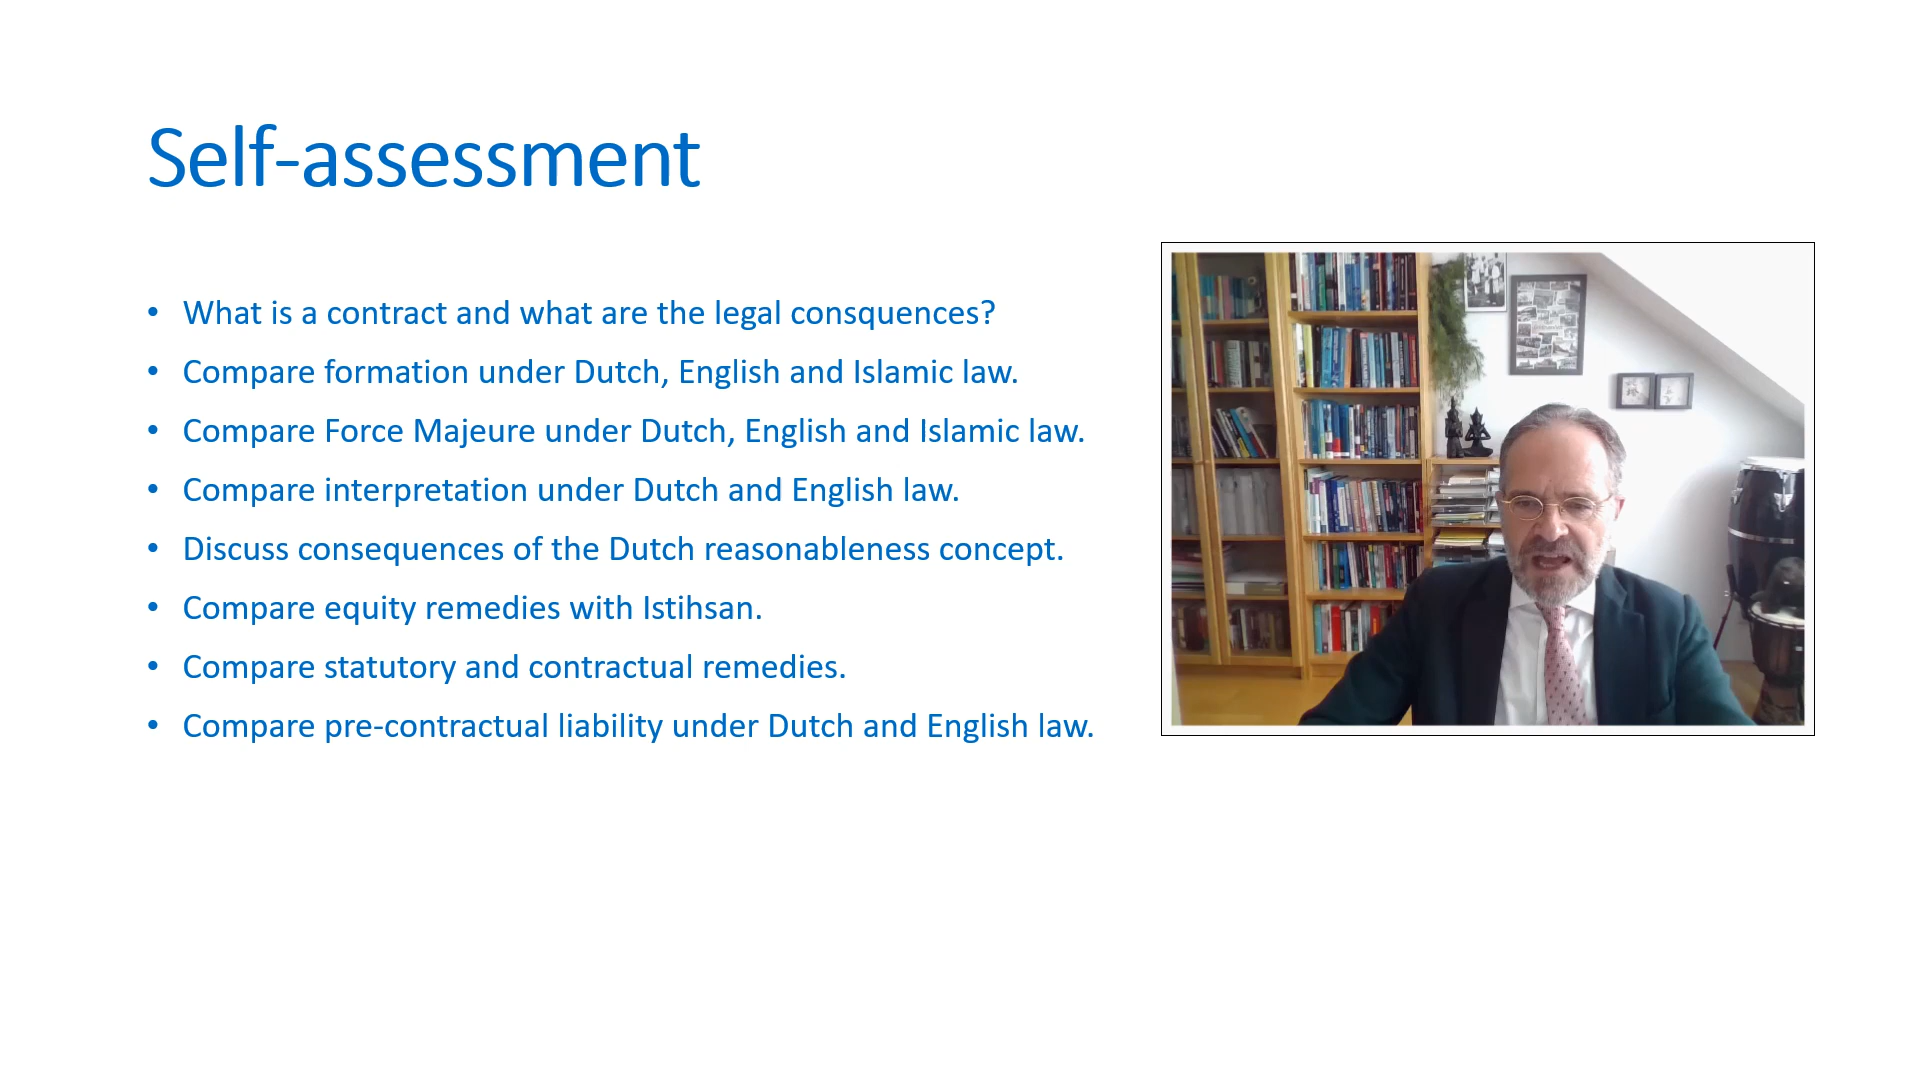 Self-assessment
• What is a contract and what are the legal consquences?
• Compare formation under Dutch, English and Islamic law.
• Compare Force Majeure under Dutch, English and Islamic law.
• Compare interpretation under Dutch and English law.
• Discuss consequences of the Dutch reasonableness concept.
• Compare equity remedies with Istihsan.
• Compare statutory and contractual remedies.
• Compare pre-contractual liability under Dutch and English law.